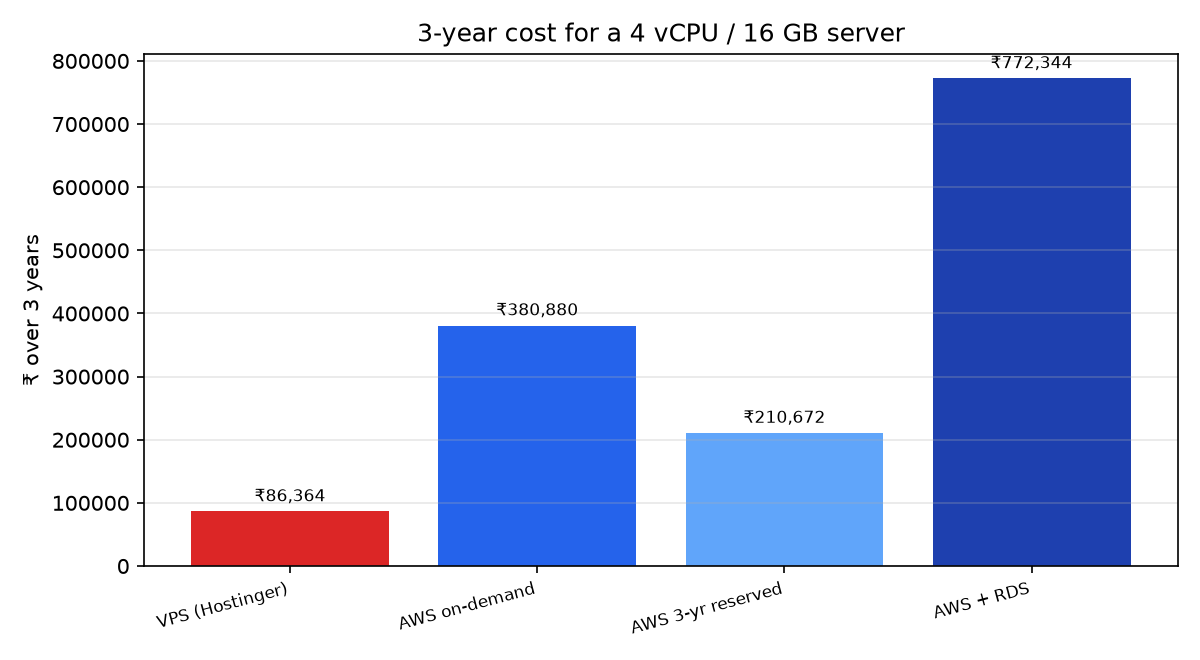 3-year cost for a 4 vCPU / 16 GB server
₹ over 3 years
800000
700000
600000
500000
400000
300000
200000
100000
0
₹86,364
₹380,880
₹210,672
₹772,344
VPS (Hostinger)
AWS on-demand
AWS 3-yr reserved
AWS + RDS